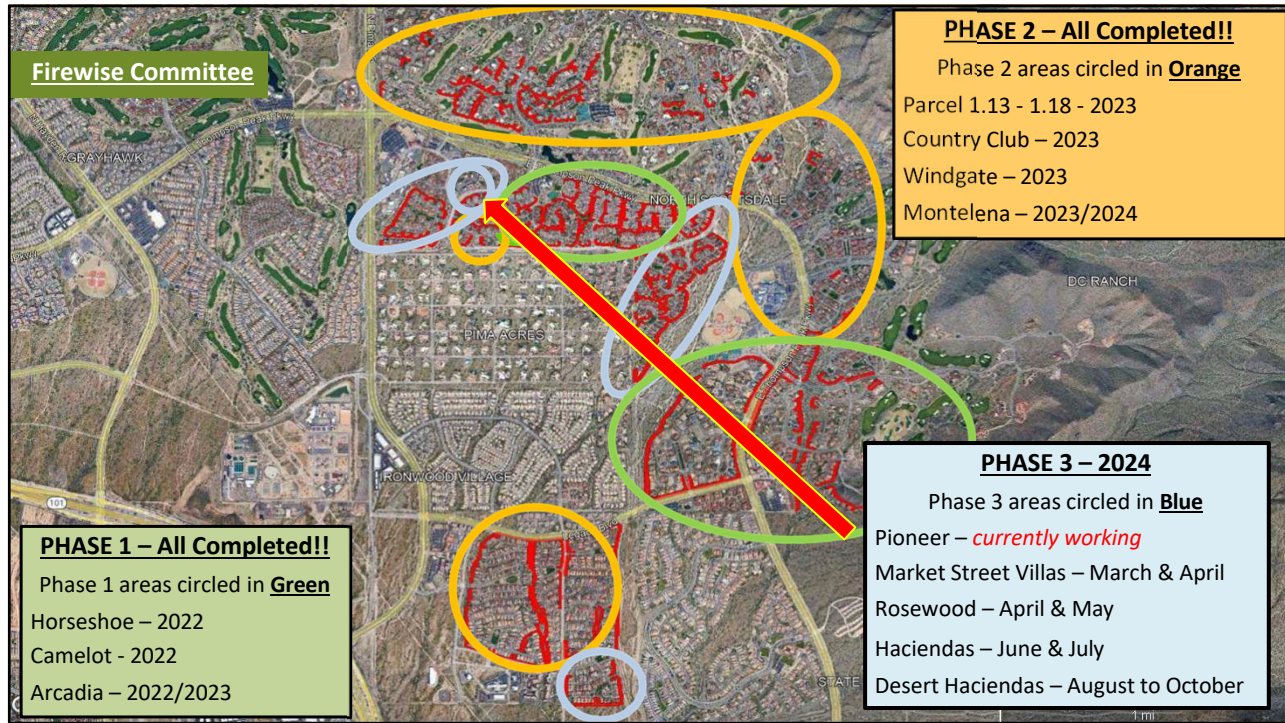 Firewise Committee
PHASE 2 – All Completed!!
Phase 2 areas circled in Orange
Parcel 1.13 - 1.18 - 2023
Country Club – 2023
Windgate – 2023
Montelena – 2023/2024
GRAYHAWK
NORTH SCOTTSDALE
DC RANCH
PIMA ACRES
IRONWOOD VILLAGE
101
PHASE 3 – 2024
Phase 3 areas circled in Blue
Pioneer – currently working
Market Street Villas – March & April
Rosewood – April & May
Haciendas – June & July
Desert Haciendas – August to October
PHASE 1 – All Completed!!
Phase 1 areas circled in Green
Horseshoe – 2022
Camelot - 2022
Arcadia – 2022/2023
STATE
1 mi